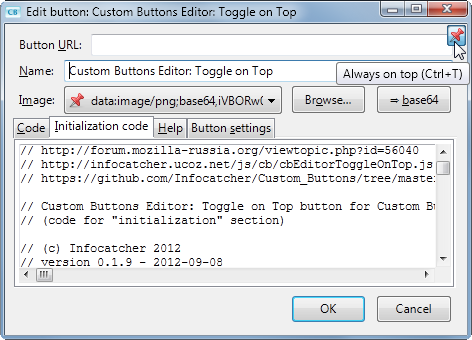 CB Edit button: Custom Buttons Editor: Toggle on Top
Button URL:
Always on top (Ctrl+T)
Name: Custom Buttons Editor: Toggle on Top
Image: data:image/png;base64,iVBORw0 Browse... ⇒ base64
Code Initialization code Help Button settings
// http://forum.mozilla-russia.org/viewtopic.php?id=56040
// http://infocatcher.ucoz.net/js/cb/cbEditorToggleOnTop.js
// https://github.com/Infocatcher/Custom_Buttons/tree/maste
// Custom Buttons Editor: Toggle on Top button for Custom Bu
// (code for "initialization" section)
// (c) Infocatcher 2012
// version 0.1.9 - 2012-09-08
OK Cancel